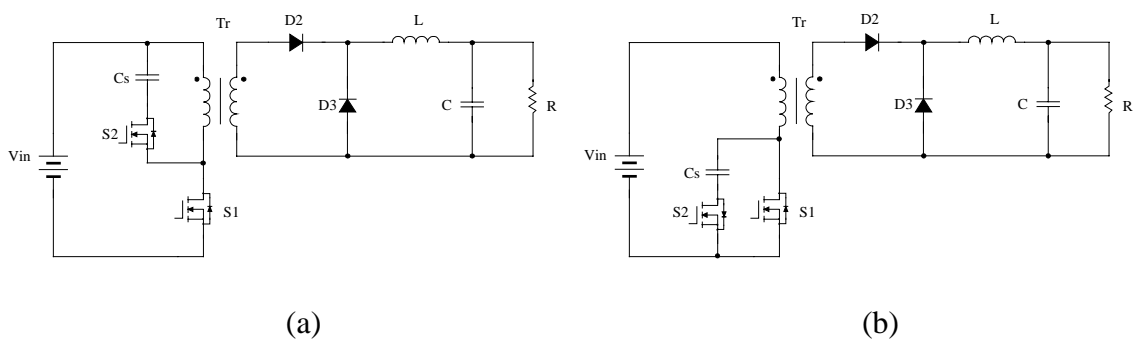 Tr
D2
L
Cs
D3
C
R
S2
Vin
S1
(a)
Tr
D2
L
D3
C
R
Vin
Cs
S2
S1
(b)